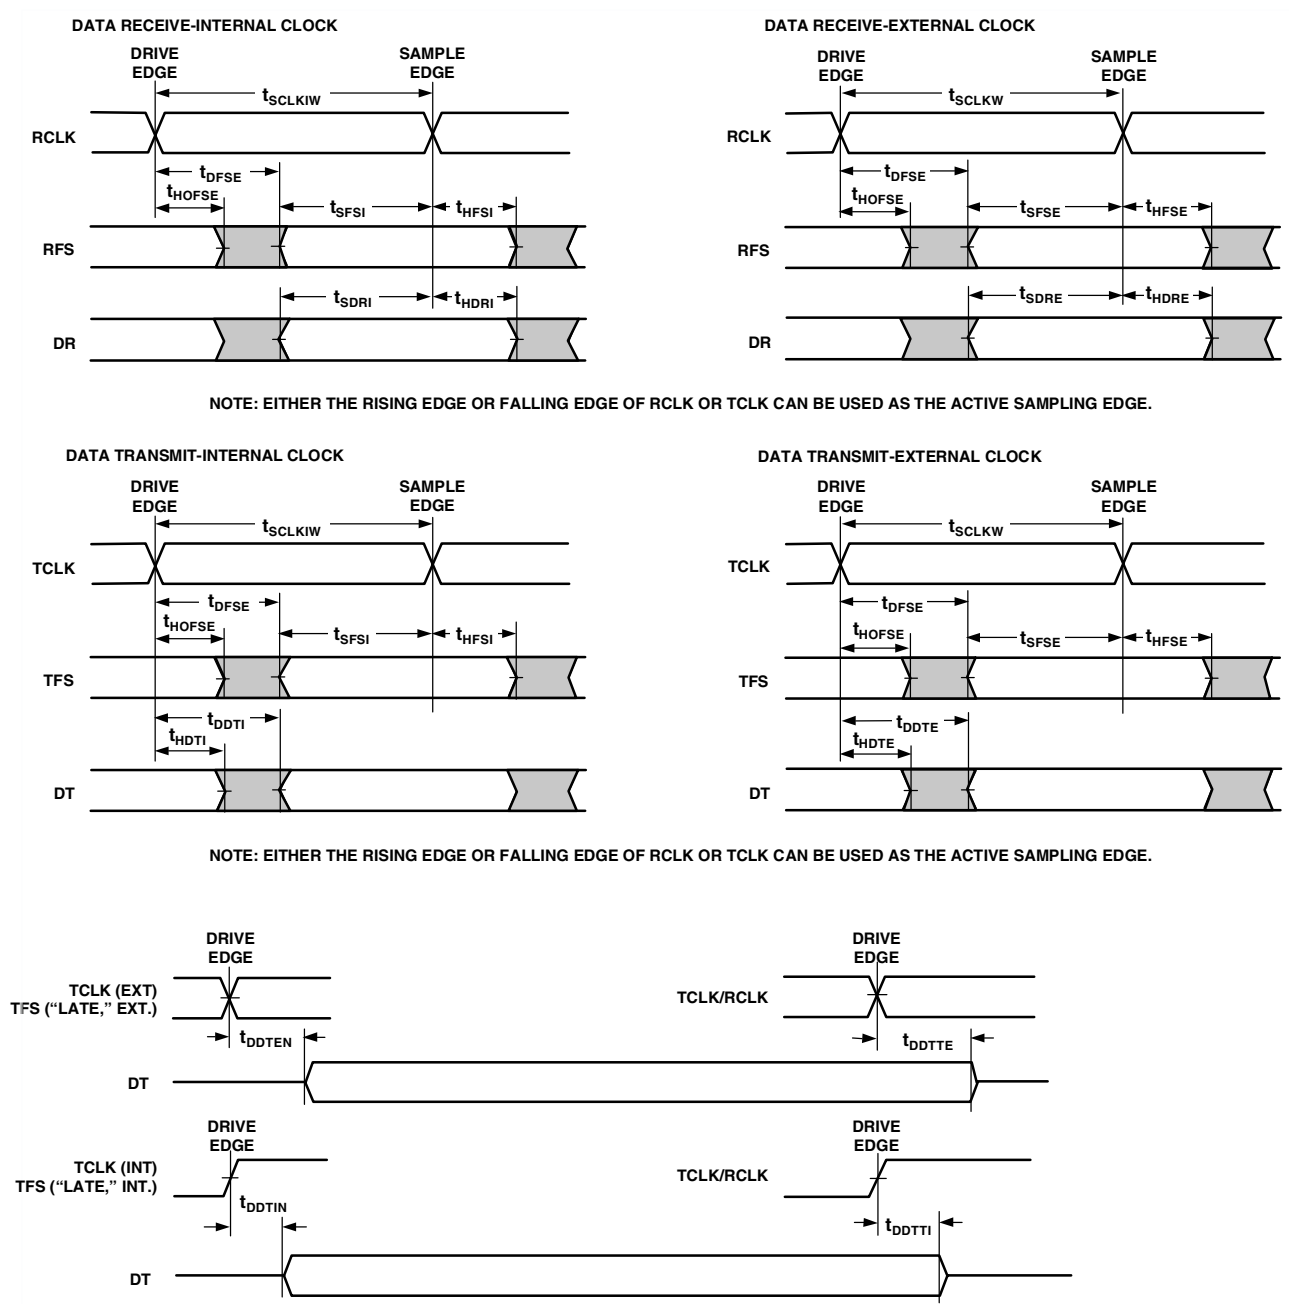 DATA RECEIVE-INTERNAL CLOCK
DRIVE
EDGE
SAMPLE
EDGE
tSCLKIW
RCLK
tDFSE
tHOFSE
tSFSI
tHFSI
RFS
tSDRI
tHDRI
DR
DATA RECEIVE-EXTERNAL CLOCK
DRIVE
EDGE
SAMPLE
EDGE
tSCLKW
RCLK
tDFSE
tHOFSE
tSFSE
tHFSE
RFS
tSDRE
tHDRE
DR
NOTE: EITHER THE RISING EDGE OR FALLING EDGE OF RCLK OR TCLK CAN BE USED AS THE ACTIVE SAMPLING EDGE.
DATA TRANSMIT-INTERNAL CLOCK
DRIVE
EDGE
SAMPLE
EDGE
tSCLKIW
TCLK
tDFSE
tHOFSE
tSFSI
tHFSI
TFS
tDDTI
tHDTI
DT
DATA TRANSMIT-EXTERNAL CLOCK
DRIVE
EDGE
SAMPLE
EDGE
tSCLKW
TCLK
tDFSE
tHOFSE
tSFSE
tHFSE
TFS
tDDTE
tHDTE
DT
NOTE: EITHER THE RISING EDGE OR FALLING EDGE OF RCLK OR TCLK CAN BE USED AS THE ACTIVE SAMPLING EDGE.
DRIVE
EDGE
TCLK (EXT)
TFS (“LATE,” EXT.)
tDDTEN
DRIVE
EDGE
TCLK/RCLK
tDDTTE
DT
DRIVE
EDGE
TCLK (INT)
TFS (“LATE,” INT.)
tDDTIN
DRIVE
EDGE
TCLK/RCLK
tDDTTI
DT